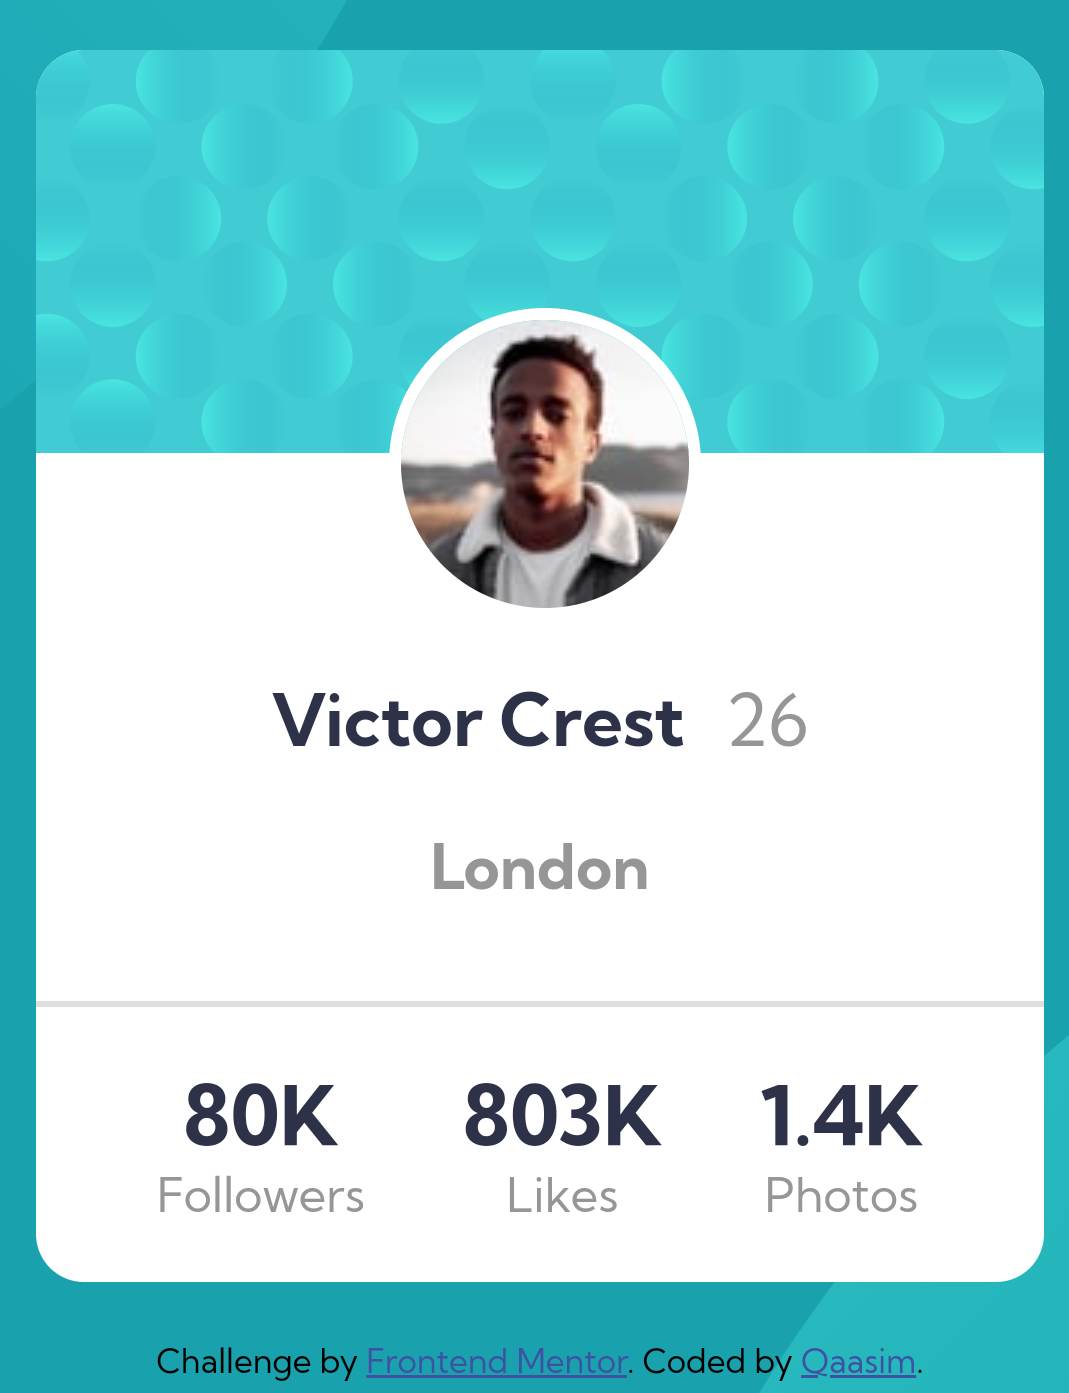 Victor Crest 26
London
80K 803K 1.4K
Followers Likes Photos
Challenge by Frontend Mentor. Coded by Qaasim.